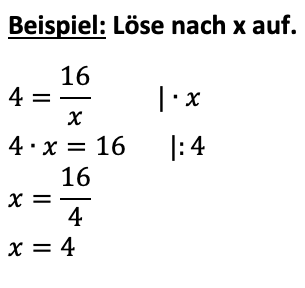 Beispiel: Löse nach x auf.
4 = 16/x |· x
4 · x = 16 |: 4
x = 16/4
x = 4